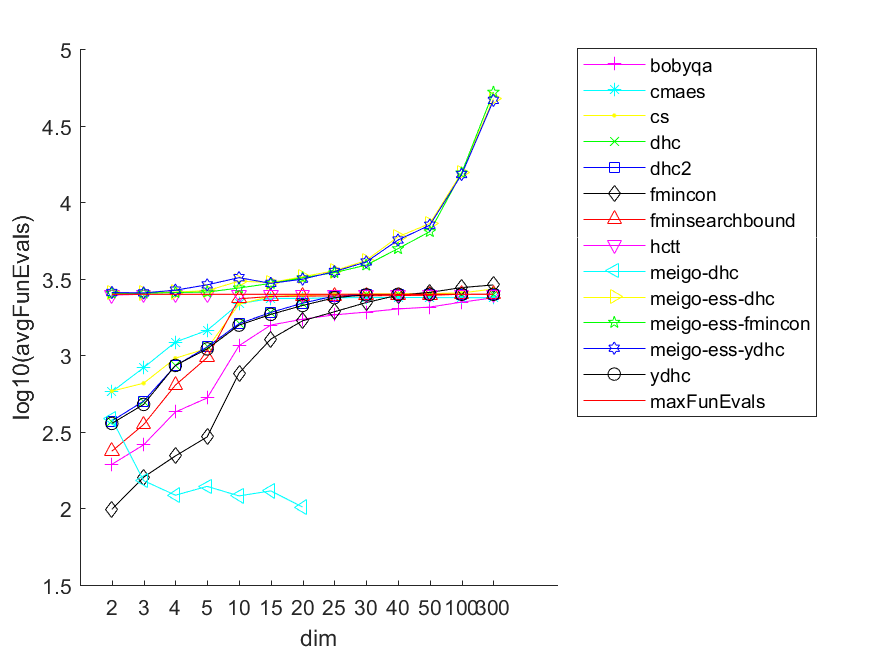 5
4.5
4
3.5
3
2.5
2
1.5
log10(avgFunEvals)
2 3 4 5 10 15 20 25 30 40 50 100 300
dim
bobyqa
cmaes
cs
dhc
dhc2
fmincon
fminsearchbound
hctt
meigo-dhc
meigo-ess-dhc
meigo-ess-fmincon
meigo-ess-ydhc
ydhc
maxFunEvals